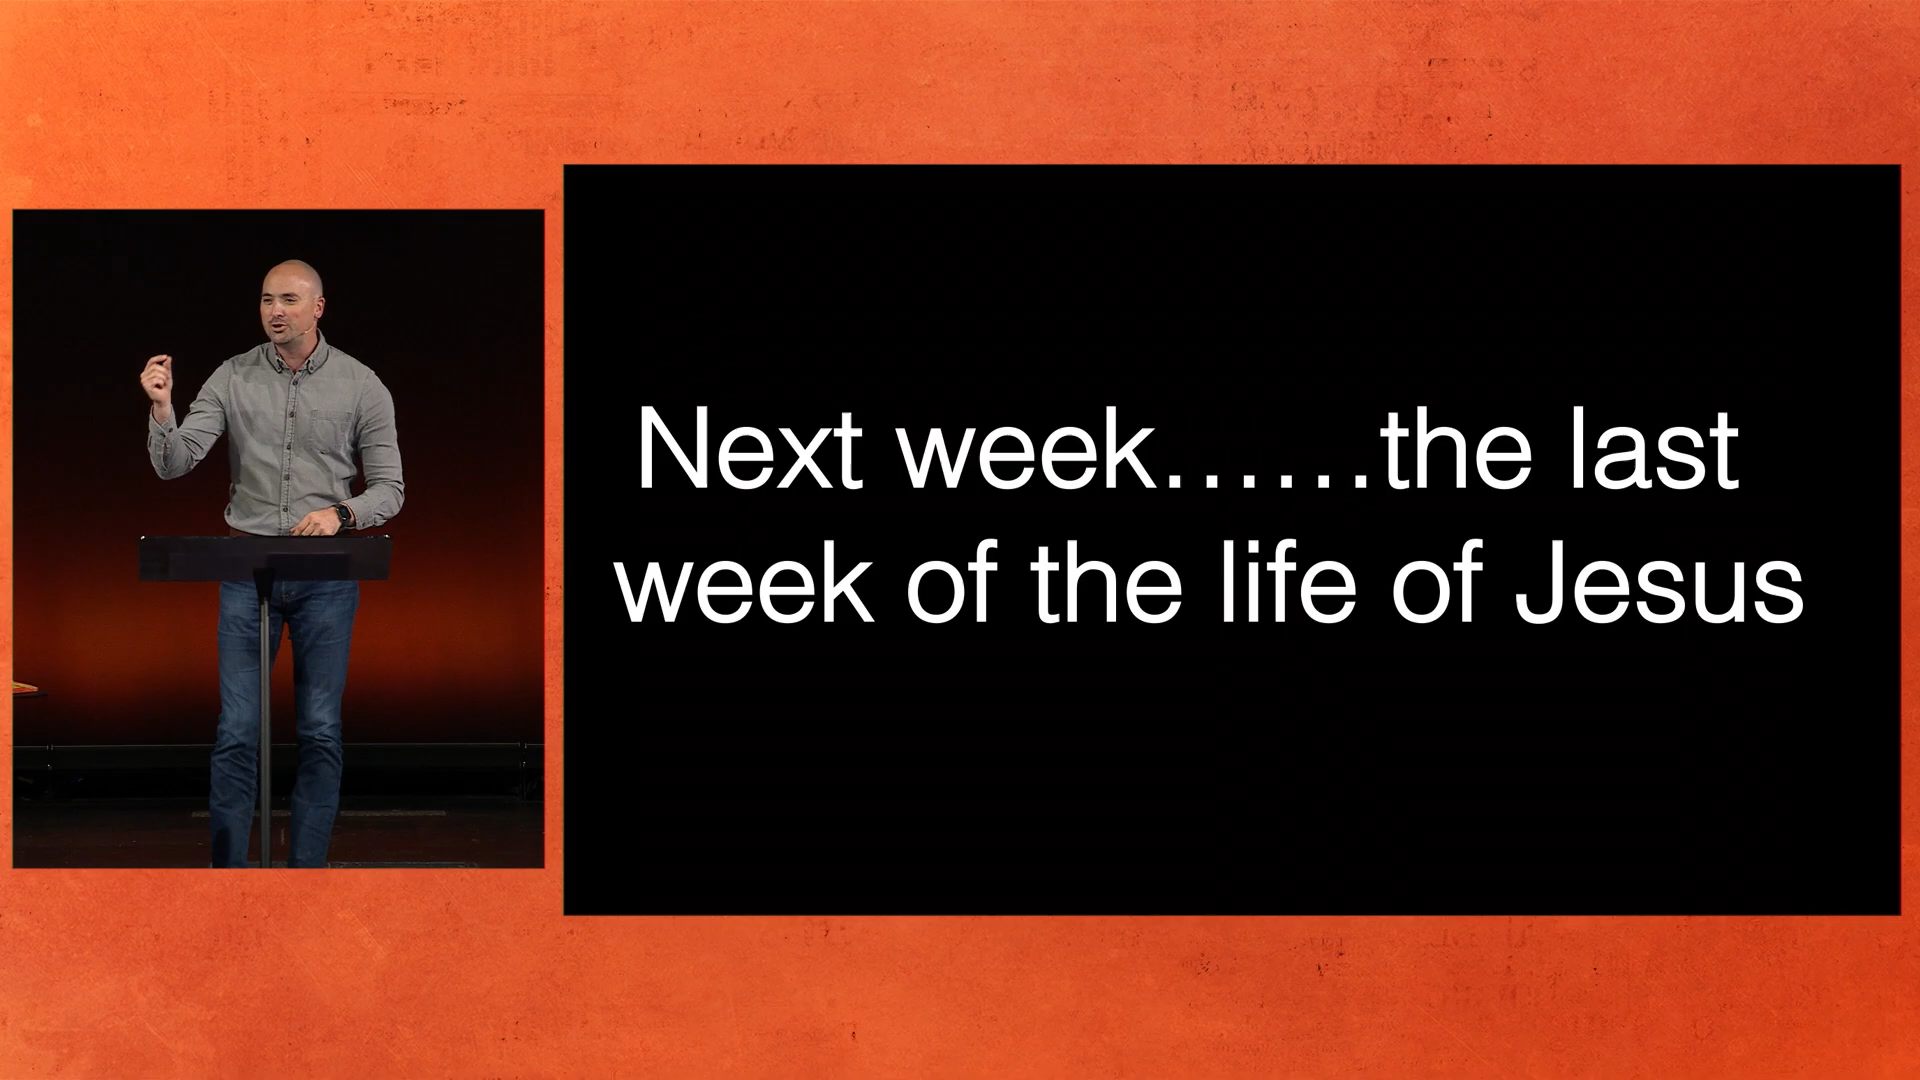 Next week......the last
week of the life of Jesus